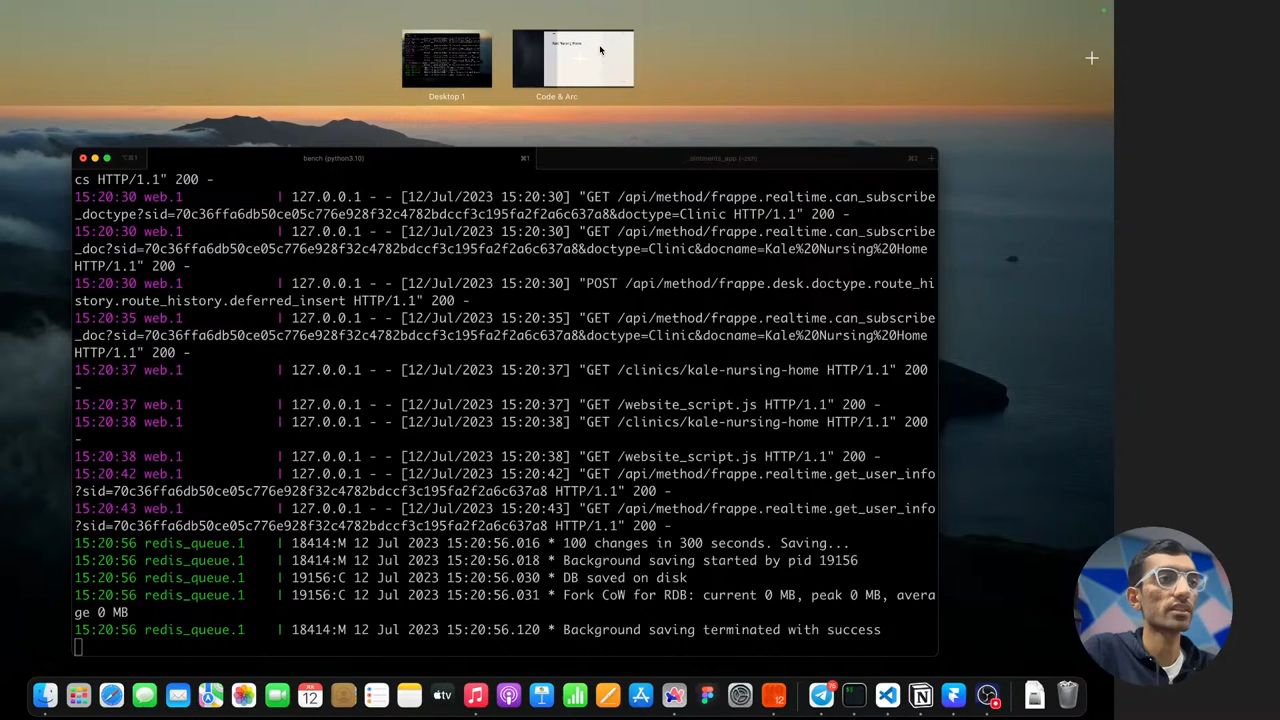 Desktop 1
Code & Arc
⌥⌘1
bench (python3.10)
⌘1
_ointments_app (-zsh)
⌘2
cs HTTP/1.1" 200 -
15:20:30 web.1 | 127.0.0.1 - - [12/Jul/2023 15:20:30] "GET /api/method/frappe.realtime.can_subscribe
_doctype?sid=70c36ffa6db50ce05c776e928f32c4782bdccf3c195fa2f2a6c637a8&doctype=Clinic HTTP/1.1" 200 -
15:20:30 web.1 | 127.0.0.1 - - [12/Jul/2023 15:20:30] "GET /api/method/frappe.realtime.can_subscribe
_doc?sid=70c36ffa6db50ce05c776e928f32c4782bdccf3c195fa2f2a6c637a8&doctype=Clinic&docname=Kale%20Nursing%20Home
HTTP/1.1" 200 -
15:20:30 web.1 | 127.0.0.1 - - [12/Jul/2023 15:20:30] "POST /api/method/frappe.desk.doctype.route_hi
story.route_history.deferred_insert HTTP/1.1" 200 -
15:20:35 web.1 | 127.0.0.1 - - [12/Jul/2023 15:20:35] "GET /api/method/frappe.realtime.can_subscribe
_doc?sid=70c36ffa6db50ce05c776e928f32c4782bdccf3c195fa2f2a6c637a8&doctype=Clinic&docname=Kale%20Nursing%20Home
HTTP/1.1" 200 -
15:20:37 web.1 | 127.0.0.1 - - [12/Jul/2023 15:20:37] "GET /clinics/kale-nursing-home HTTP/1.1" 200
-
15:20:37 web.1 | 127.0.0.1 - - [12/Jul/2023 15:20:37] "GET /website_script.js HTTP/1.1" 200 -
15:20:38 web.1 | 127.0.0.1 - - [12/Jul/2023 15:20:38] "GET /clinics/kale-nursing-home HTTP/1.1" 200
-
15:20:38 web.1 | 127.0.0.1 - - [12/Jul/2023 15:20:38] "GET /website_script.js HTTP/1.1" 200 -
15:20:42 web.1 | 127.0.0.1 - - [12/Jul/2023 15:20:42] "GET /api/method/frappe.realtime.get_user_info
?sid=70c36ffa6db50ce05c776e928f32c4782bdccf3c195fa2f2a6c637a8 HTTP/1.1" 200 -
15:20:43 web.1 | 127.0.0.1 - - [12/Jul/2023 15:20:43] "GET /api/method/frappe.realtime.get_user_info
?sid=70c36ffa6db50ce05c776e928f32c4782bdccf3c195fa2f2a6c637a8 HTTP/1.1" 200 -
15:20:56 redis_queue.1 | 18414:M 12 Jul 2023 15:20:56.016 * 100 changes in 300 seconds. Saving...
15:20:56 redis_queue.1 | 18414:M 12 Jul 2023 15:20:56.018 * Background saving started by pid 19156
15:20:56 redis_queue.1 | 19156:C 12 Jul 2023 15:20:56.030 * DB saved on disk
15:20:56 redis_queue.1 | 19156:C 12 Jul 2023 15:20:56.031 * Fork CoW for RDB: current 0 MB, peak 0 MB, avera
ge 0 MB
15:20:56 redis_queue.1 | 18414:M 12 Jul 2023 15:20:56.120 * Background saving terminated with success
JUL
12
tv